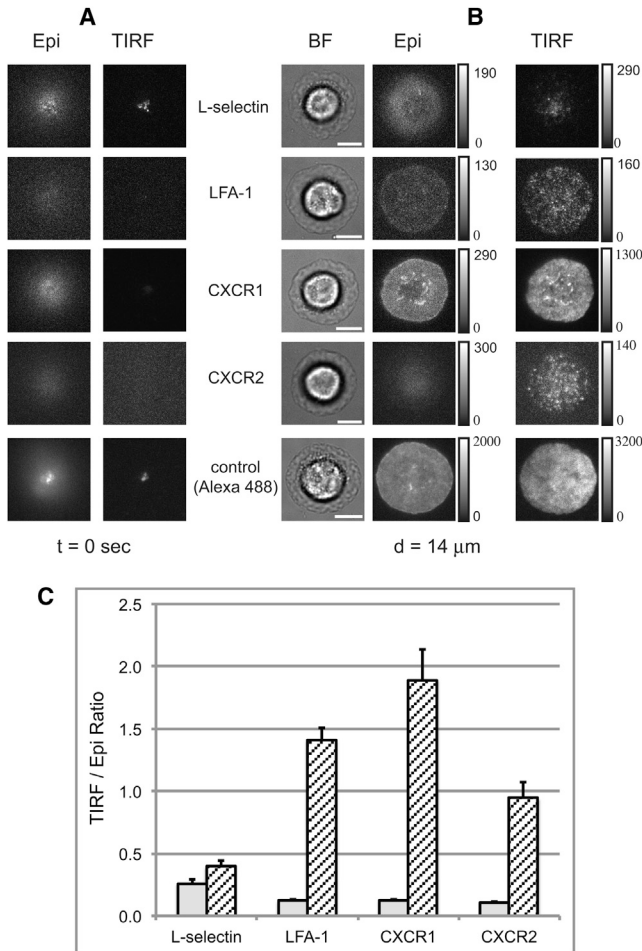 A B
Epi TIRF BF Epi TIRF
L-selectin 190 0 290 0
LFA-1 130 0 160 0
CXCR1 290 0 1300 0
CXCR2 300 0 140 0
control (Alexa 488) 2000 0 3200 0
t = 0 sec d = 14 μm
C
TIRF / Epi Ratio
2.5
2.0
1.5
1.0
0.5
0.0
L-selectin LFA-1 CXCR1 CXCR2